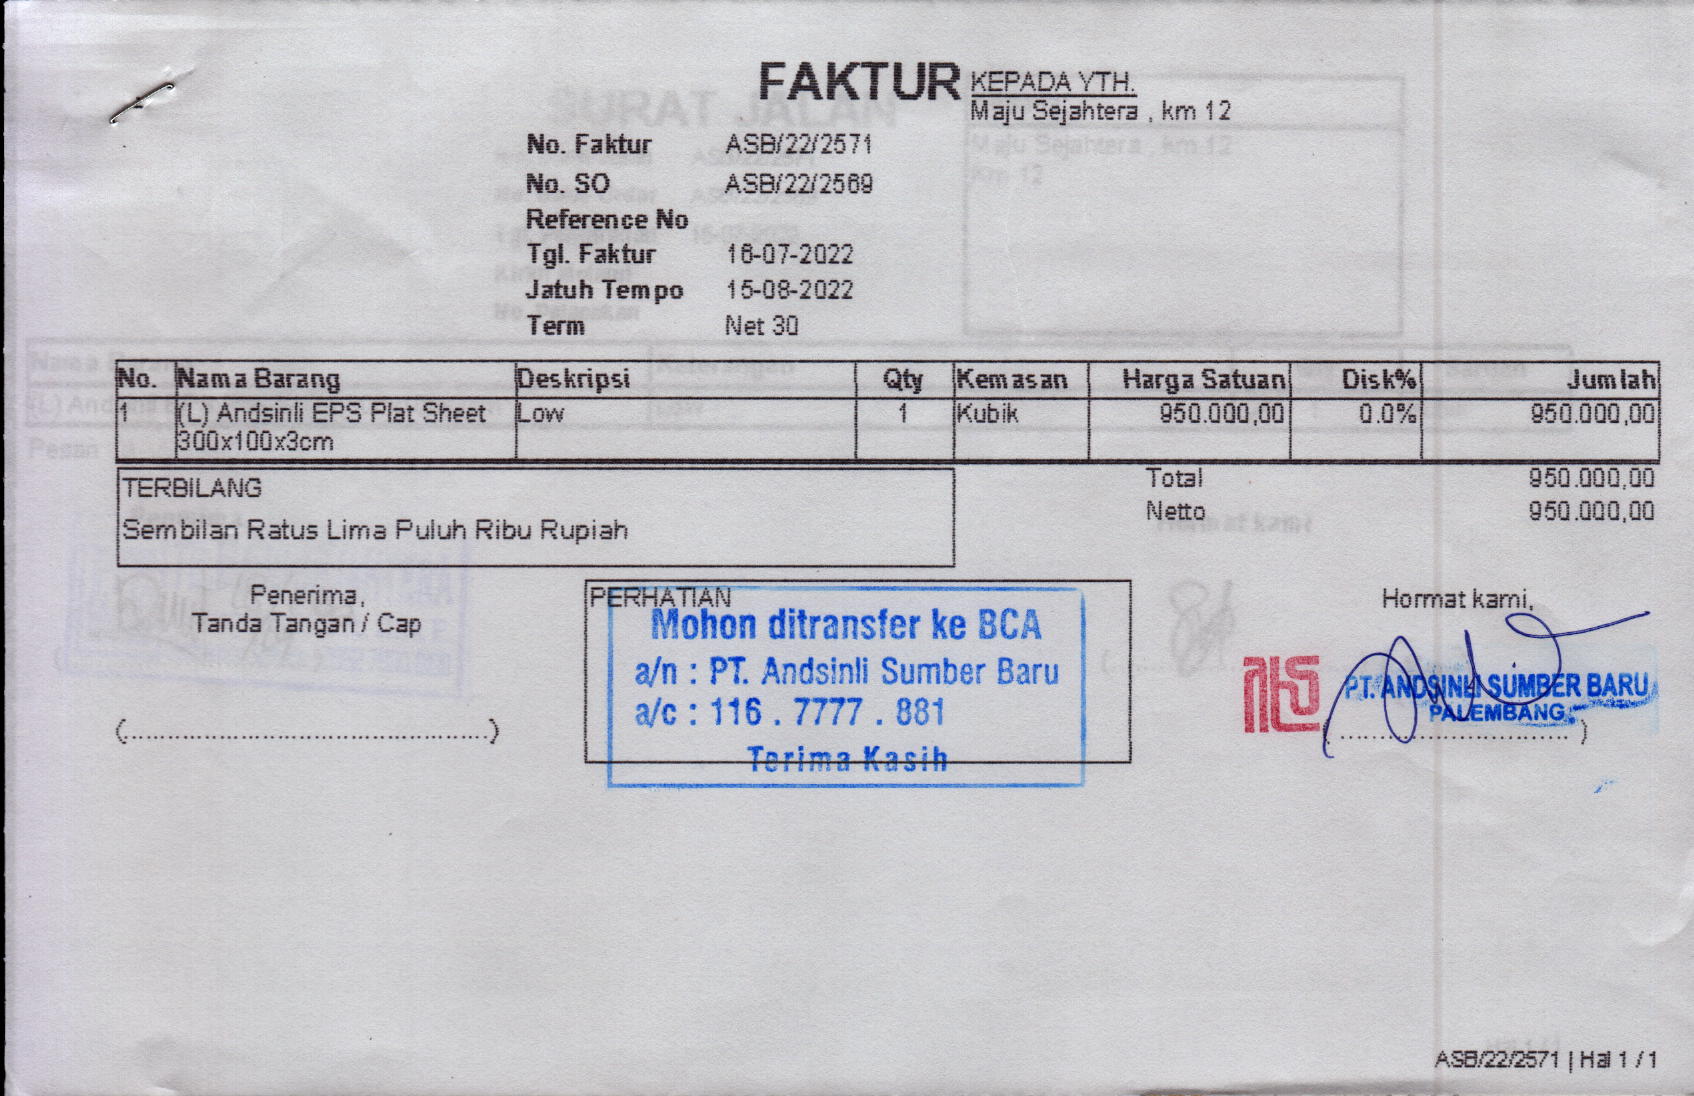 FAKTUR
KEPADA YTH.
Maju Sejahtera , km 12
No. Faktur ASB/22/2571
No. SO ASB/22/2569
Reference No
Tgl. Faktur 16-07-2022
Jatuh Tempo 15-08-2022
Term Net 30
No. Nama Barang Deskripsi Qty Kemasan Harga Satuan Disk% Jumlah
1 (L) Andsinli EPS Plat Sheet Low 1 Kubik 950.000,00 0.0% 950.000,00
300x100x3cm
Total 950.000,00
Netto 950.000,00
TERBILANG
Sembilan Ratus Lima Puluh Ribu Rupiah
Penerima,
Tanda Tangan / Cap
(....................................................)
PERHATIAN
Mohon ditransfer ke BCA
a/n : PT. Andsinli Sumber Baru
a/c : 116 . 7777 . 881
Terima Kasih
Hormat kami,
PT. ANDSINLI SUMBER BARU
PALEMBANG
(................................)
ASB/22/2571 | Hal 1 / 1